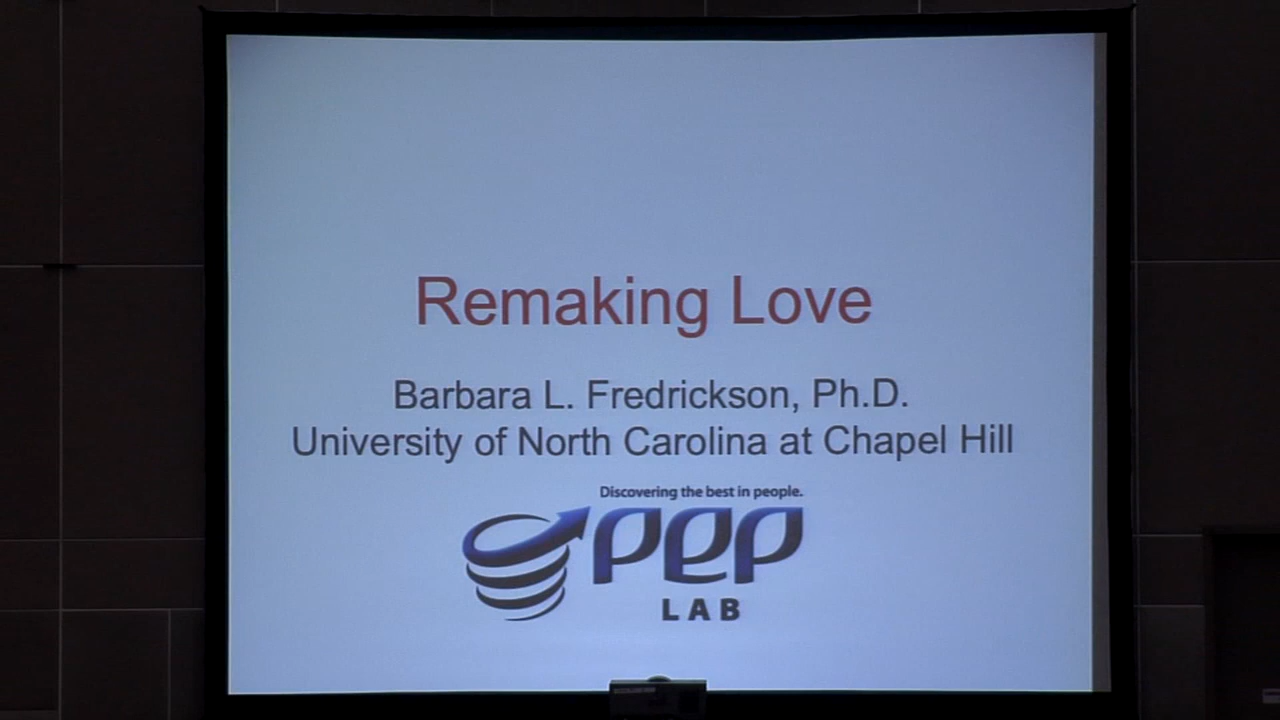 Remaking Love
Barbara L. Fredrickson, Ph.D.
University of North Carolina at Chapel Hill
Discovering the best in people.
pep
LAB